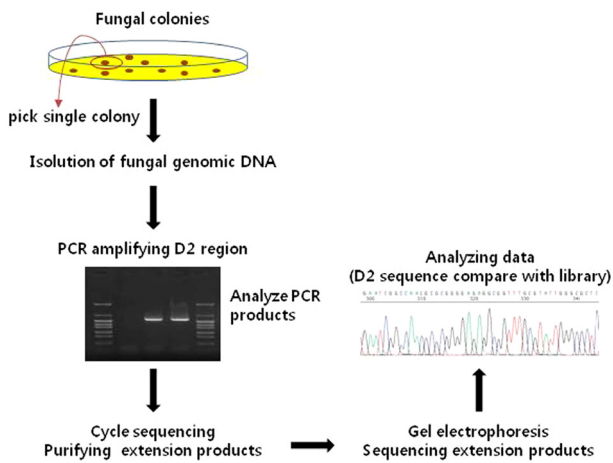 Fungal colonies
pick single colony
Isolution of fungal genomic DNA
PCR amplifying D2 region
Analyze PCR
products
Cycle sequencing
Purifying extension products
Gel electrophoresis
Sequencing extension products
Analyzing data
(D2 sequence compare with library)